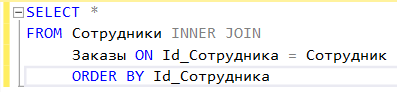 SELECT *
FROM Сотрудники INNER JOIN
Заказы ON Id_Сотрудника = Сотрудник
ORDER BY Id_Сотрудника